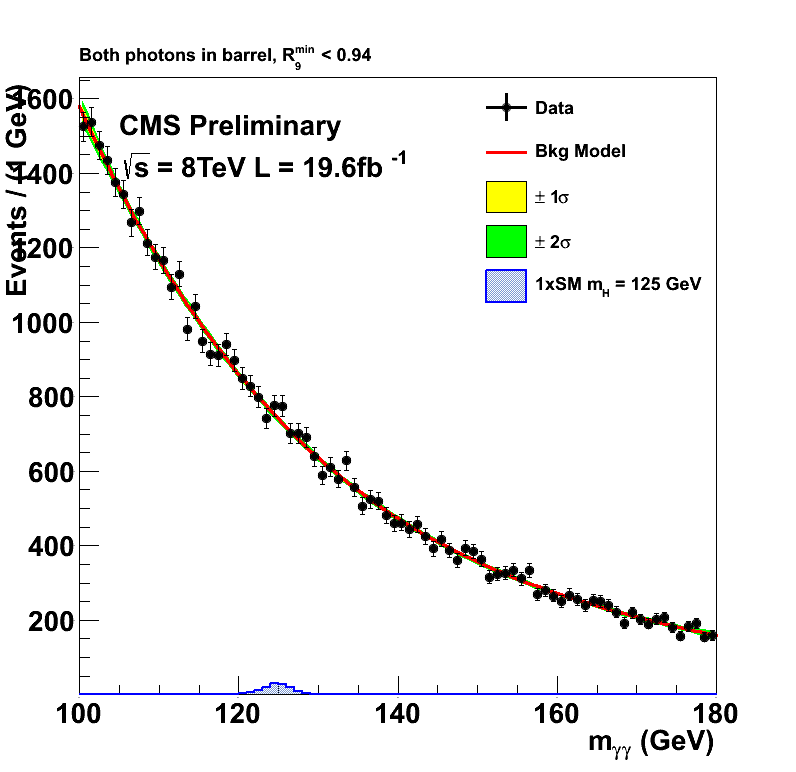 Both photons in barrel, R₉ᵐⁱⁿ < 0.94
Events / (1 GeV)
1600
1400
1200
1000
800
600
400
200
CMS Preliminary
√s = 8TeV L = 19.6fb⁻¹
Data
Bkg Model
± 1σ
± 2σ
1xSM m_H = 125 GeV
100 120 140 160 180
m_γγ (GeV)